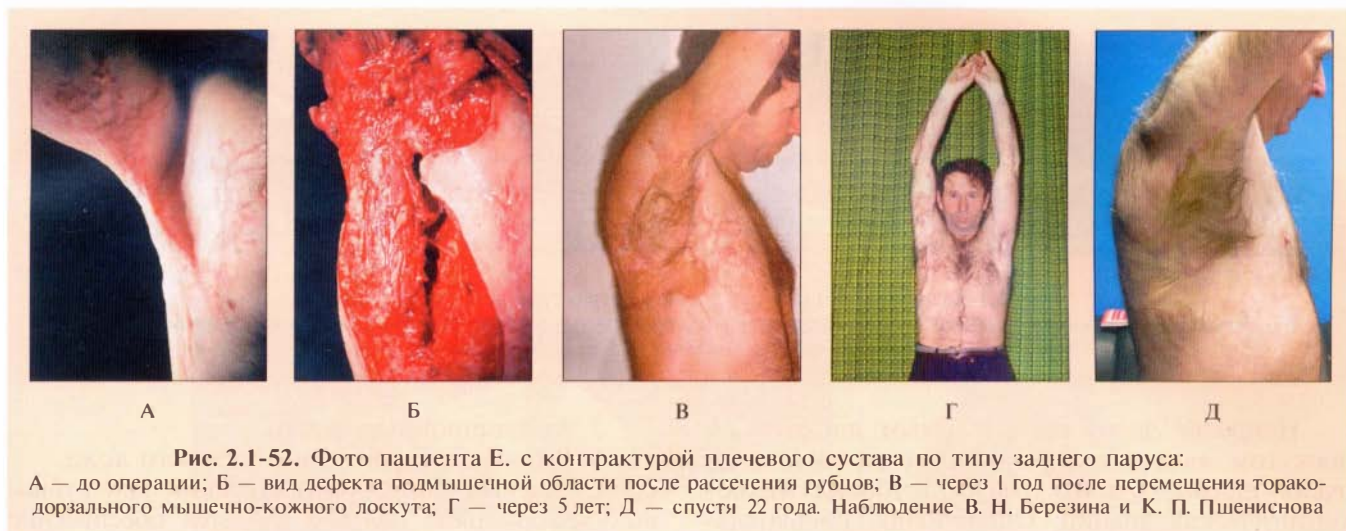 А
Б
В
Г
Д
Рис. 2.1-52. Фото пациента Е. с контрактурой плечевого сустава по типу заднего паруса:
А — до операции; Б — вид дефекта подмышечной области после рассечения рубцов; В — через 1 год после перемещения торако-
дорзального мышечно-кожного лоскута; Г — через 5 лет; Д — спустя 22 года. Наблюдение В. Н. Березина и К. П. Пшениснова